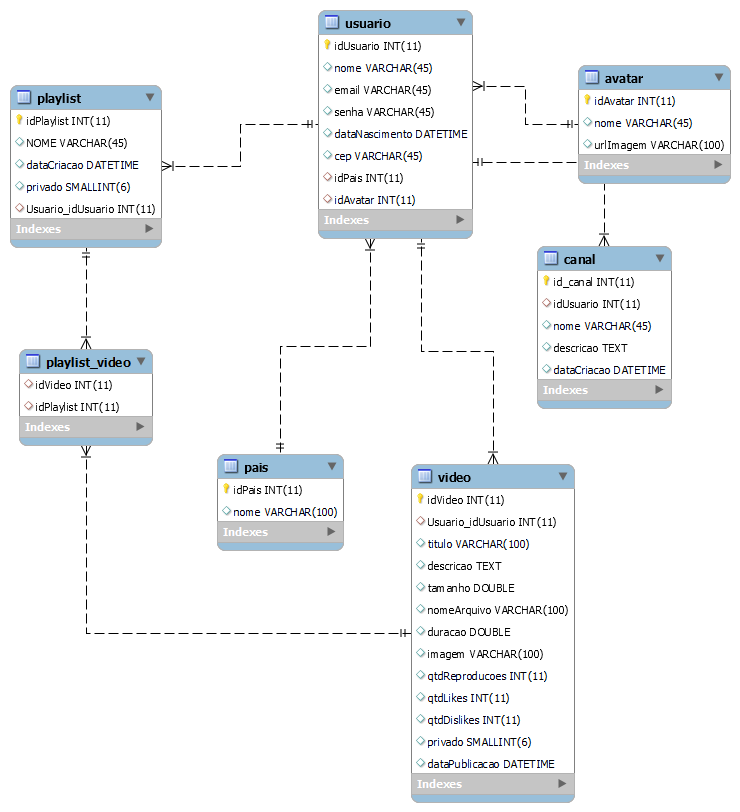 usuario
idUsuario INT(11)
nome VARCHAR(45)
email VARCHAR(45)
senha VARCHAR(45)
dataNascimento DATETIME
cep VARCHAR(45)
idPais INT(11)
idAvatar INT(11)
Indexes
avatar
idAvatar INT(11)
nome VARCHAR(45)
urlImagem VARCHAR(100)
Indexes
playlist
idPlaylist INT(11)
NOME VARCHAR(45)
dataCriacao DATETIME
privado SMALLINT(6)
Usuario_idUsuario INT(11)
Indexes
canal
id_canal INT(11)
idUsuario INT(11)
nome VARCHAR(45)
descricao TEXT
dataCriacao DATETIME
Indexes
playlist_video
idVideo INT(11)
idPlaylist INT(11)
Indexes
pais
idPais INT(11)
nome VARCHAR(100)
Indexes
video
idVideo INT(11)
Usuario_idUsuario INT(11)
titulo VARCHAR(100)
descricao TEXT
tamanho DOUBLE
nomeArquivo VARCHAR(100)
duracao DOUBLE
imagem VARCHAR(100)
qtdReproducoes INT(11)
qtdLikes INT(11)
qtdDislikes INT(11)
privado SMALLINT(6)
dataPublicacao DATETIME
Indexes